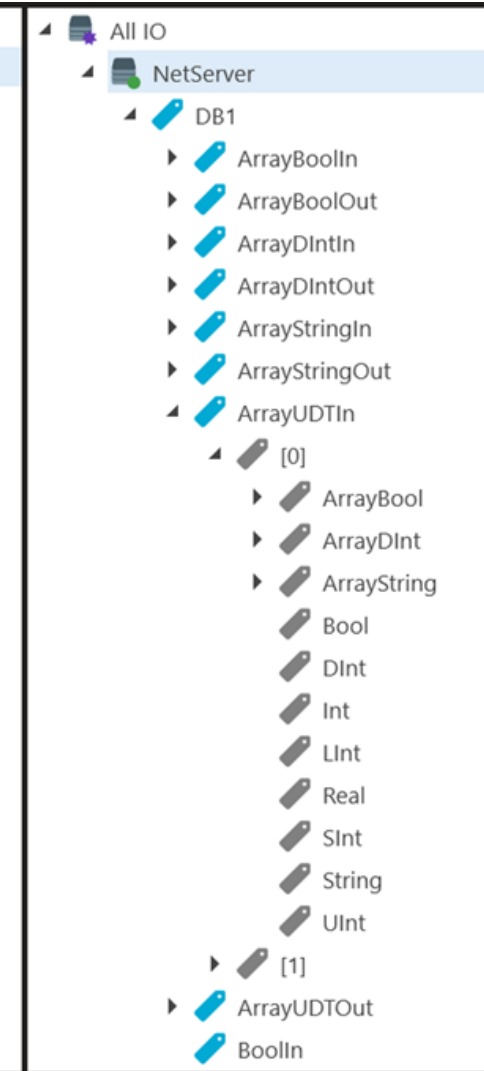 All IO
NetServer
DB1
ArrayBoolIn
ArrayBoolOut
ArrayDIntIn
ArrayDIntOut
ArrayStringIn
ArrayStringOut
ArrayUDTIn
[0]
ArrayBool
ArrayDInt
ArrayString
Bool
DInt
Int
LInt
Real
SInt
String
UInt
[1]
ArrayUDTOut
BoolIn